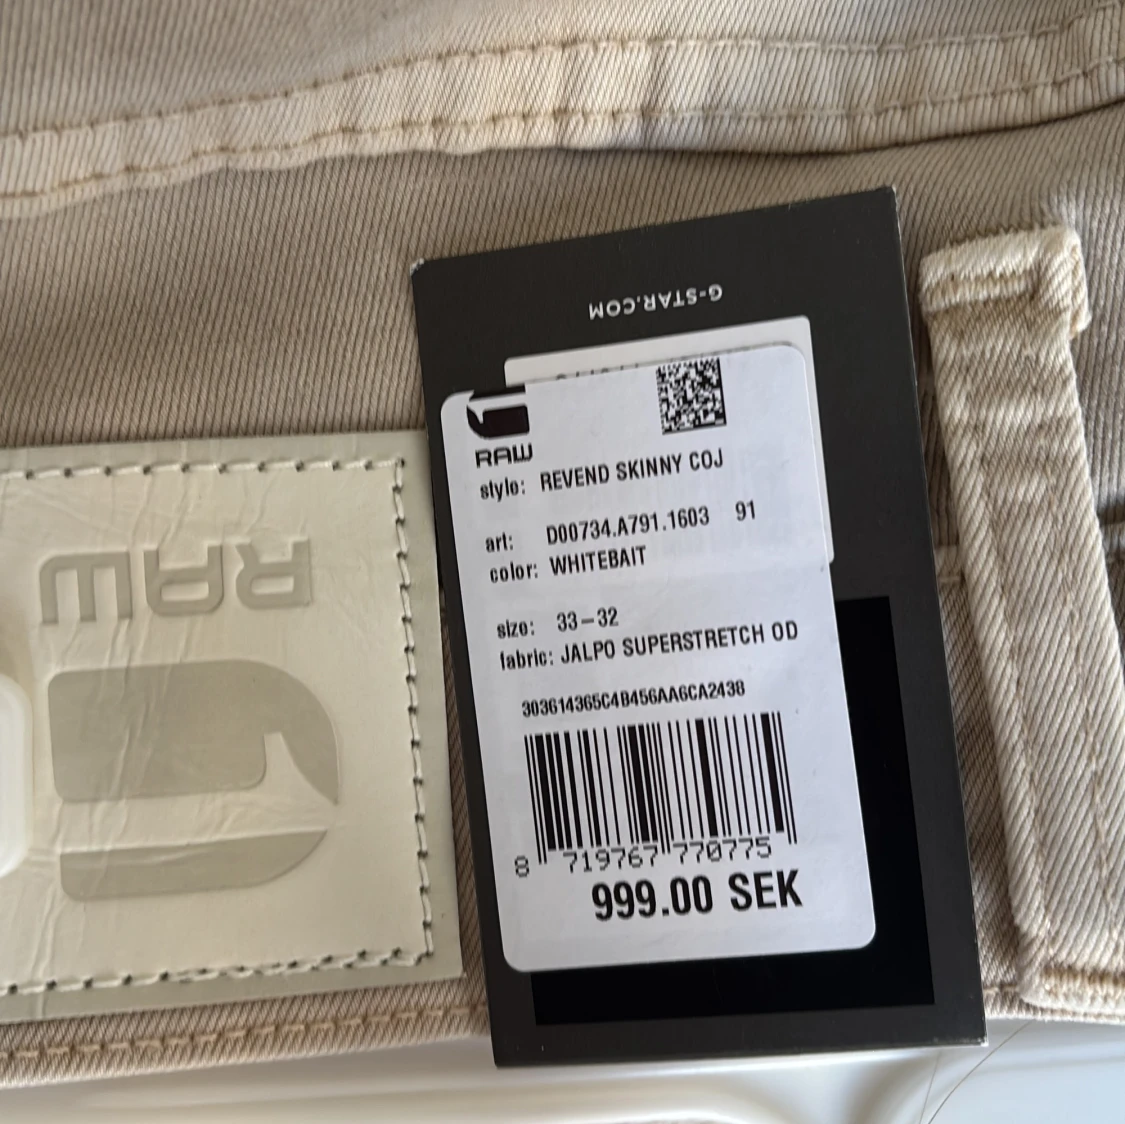 G-STAR.COM
RAW
style: REVEND SKINNY COJ
art: D00734.A791.1603 91
color: WHITEBAIT
size: 33-32
fabric: JALPO SUPERSTRETCH OD
303614365C4B456AA6CA2438
8 719767 770775
999.00 SEK
RAW